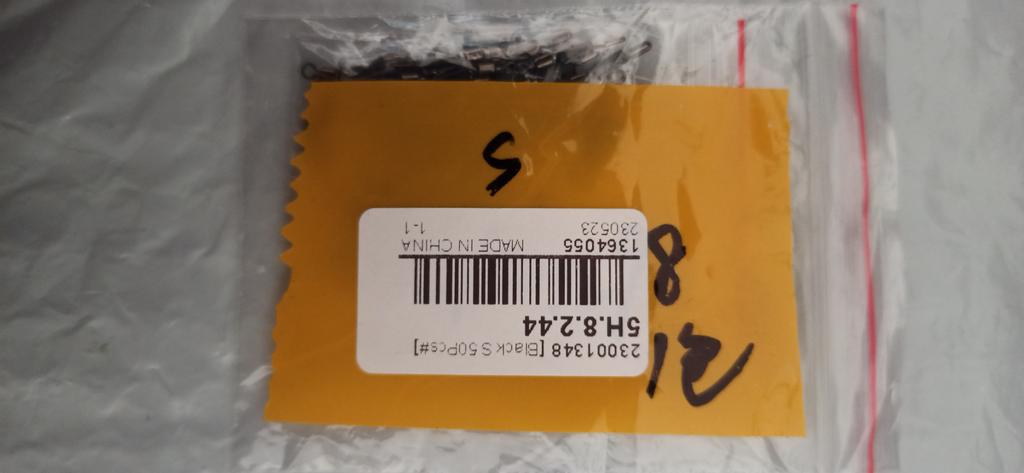 23001348 [Black S 50Pcs#]
5H.8.2.44
8
1364055 MADE IN CHINA
230523 1-1
S